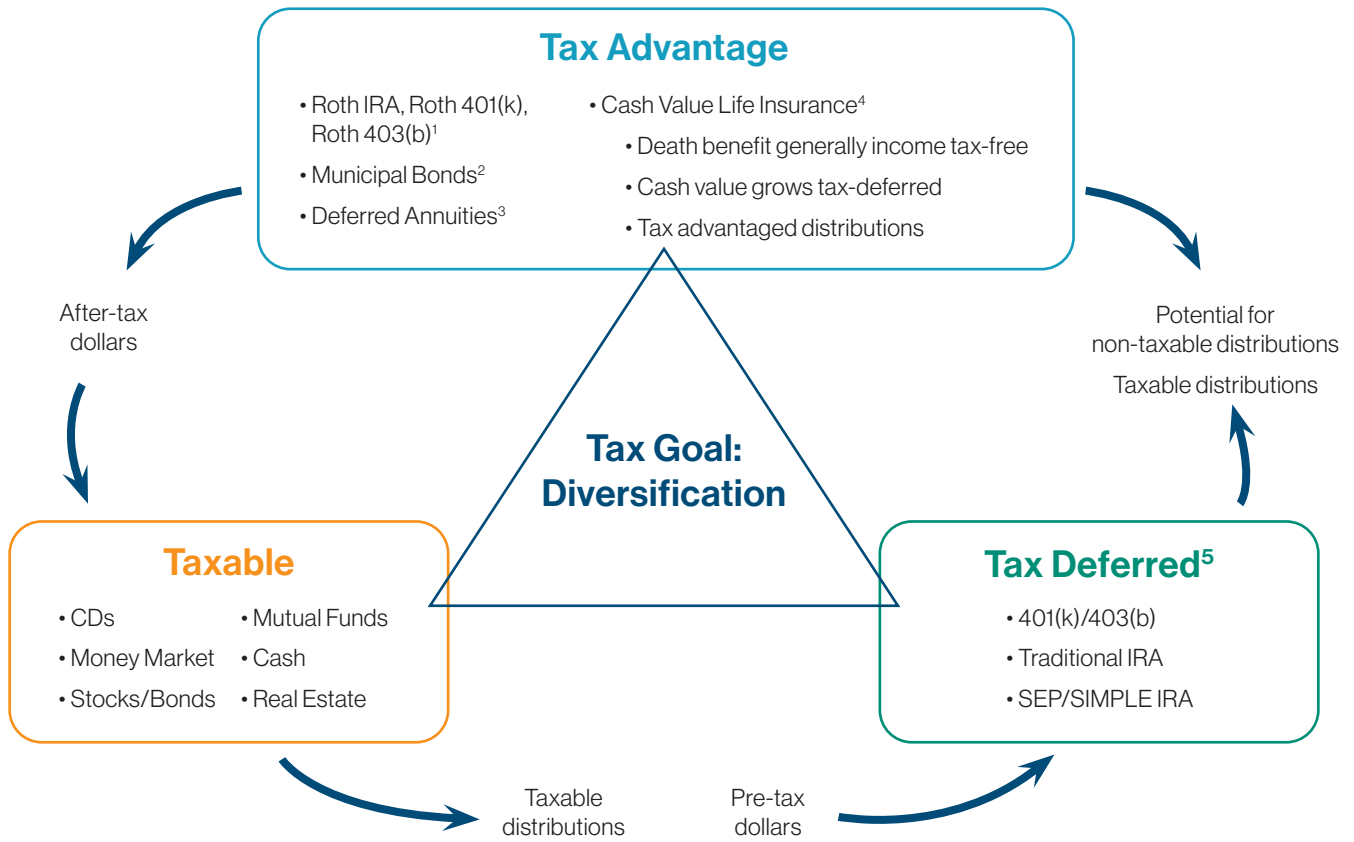 Tax Advantage
• Roth IRA, Roth 401(k),
Roth 403(b)¹
• Municipal Bonds²
• Deferred Annuities³
• Cash Value Life Insurance⁴
• Death benefit generally income tax-free
• Cash value grows tax-deferred
• Tax advantaged distributions
After-tax
dollars
Potential for
non-taxable distributions
Taxable distributions
Tax Goal:
Diversification
Taxable
• CDs
• Money Market
• Stocks/Bonds
• Mutual Funds
• Cash
• Real Estate
Tax Deferred⁵
• 401(k)/403(b)
• Traditional IRA
• SEP/SIMPLE IRA
Taxable
distributions
Pre-tax
dollars